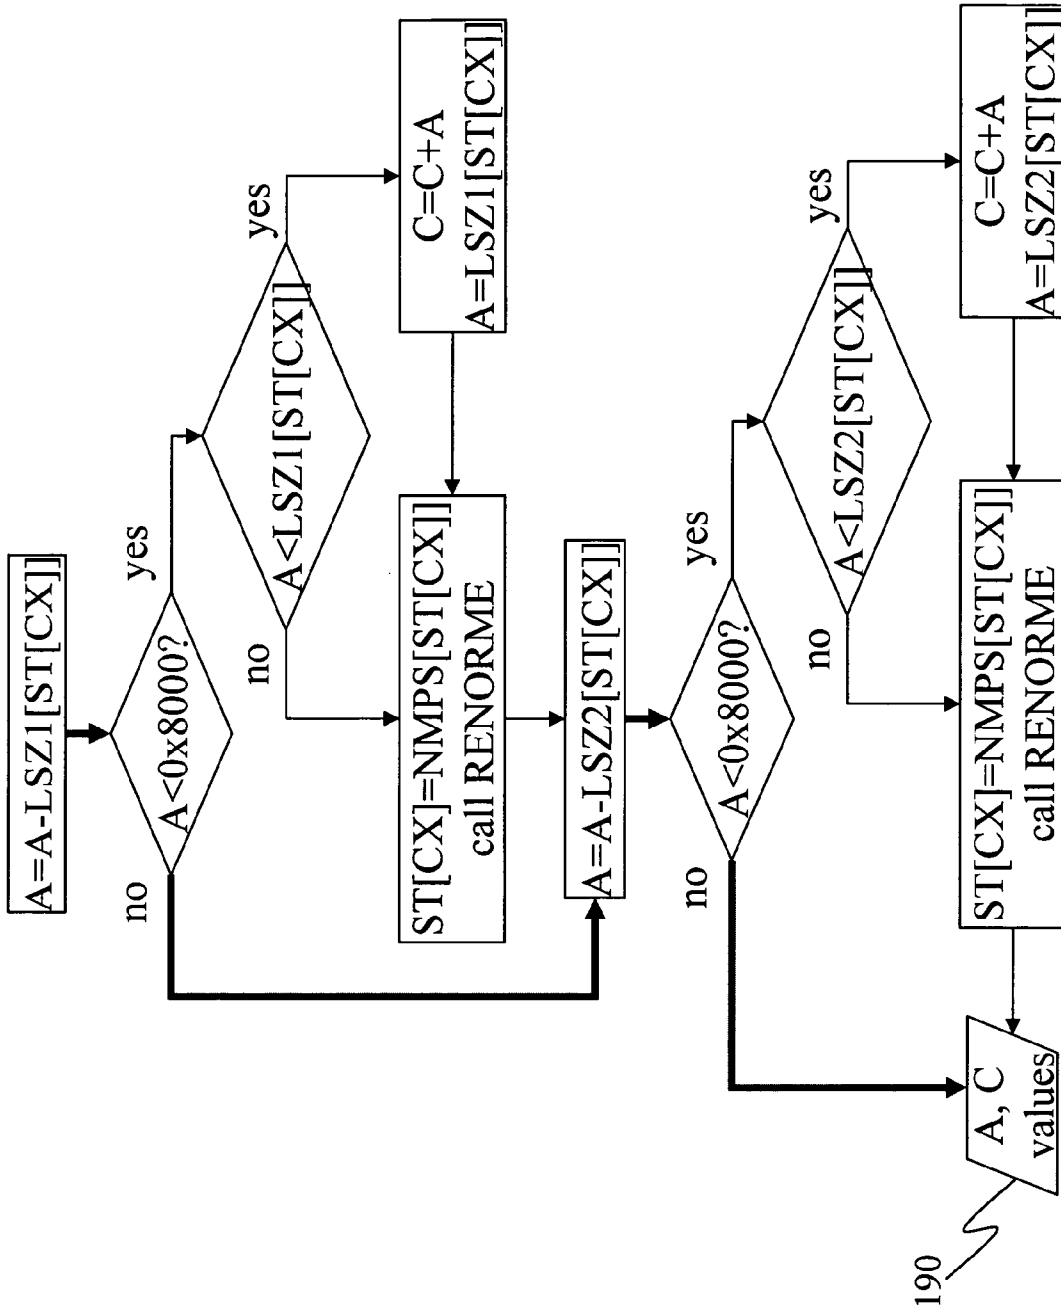 A=A-LSZ1[ST[CX]]
A<0x8000?
no
yes
A<LSZ1[ST[CX]]
no
yes
C=C+A
A=LSZ1[ST[CX]]
ST[CX]=NMPS[ST[CX]]
call RENORME
A=A-LSZ2[ST[CX]]
A<0x8000?
no
yes
A<LSZ2[ST[CX]]
no
yes
C=C+A
A=LSZ2[ST[CX]]
ST[CX]=NMPS[ST[CX]]
call RENORME
A, C
values
190